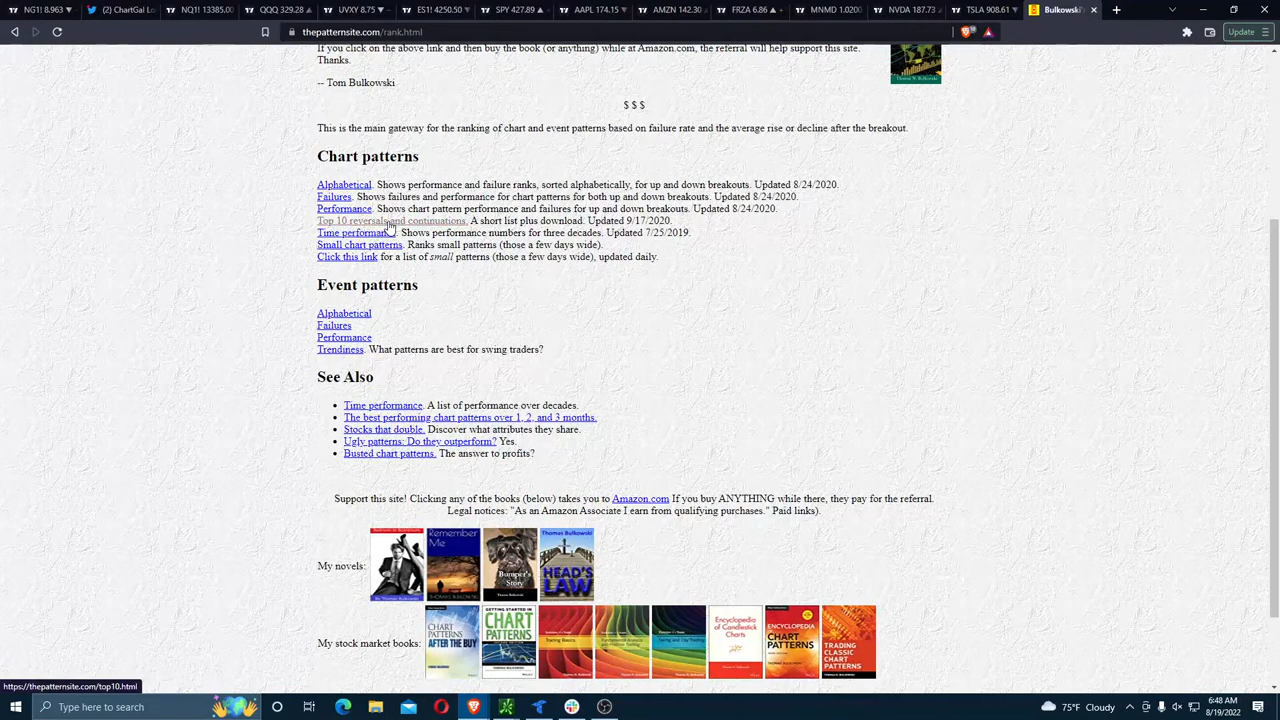 NG1! 8.963
(2) ChartGal Lo
NQ1! 13385.00
QQQ 329.28
UVXY 8.75
ES1! 4250.50
SPY 427.89
AAPL 174.15
AMZN 142.30
FRZA 6.86
MNMD 1.0200
NVDA 187.73
TSLA 908.61
Bulkowski's
thepatternsite.com/rank.html
Update
If you click on the above link and then buy the book (or anything) while at Amazon.com, the referral will help support this site.
Thanks.
-- Tom Bulkowski
$ $ $
This is the main gateway for the ranking of chart and event patterns based on failure rate and the average rise or decline after the breakout.
Chart patterns
Alphabetical. Shows performance and failure ranks, sorted alphabetically, for up and down breakouts. Updated 8/24/2020.
Failures. Shows failures and performance for chart patterns for both up and down breakouts. Updated 8/24/2020.
Performance. Shows chart pattern performance and failures for up and down breakouts. Updated 8/24/2020.
Top 10 reversals and continuations. A short list plus download. Updated 9/17/2020.
Time performance. Shows performance numbers for three decades. Updated 7/25/2019.
Small chart patterns. Ranks small patterns (those a few days wide).
Click this link for a list of small patterns (those a few days wide), updated daily.
Event patterns
Alphabetical
Failures
Performance
Trendiness. What patterns are best for swing traders?
See Also
• Time performance. A list of performance over decades.
• The best performing chart patterns over 1, 2, and 3 months.
• Stocks that double. Discover what attributes they share.
• Ugly patterns: Do they outperform? Yes.
• Busted chart patterns. The answer to profits?
Support this site! Clicking any of the books (below) takes you to Amazon.com If you buy ANYTHING while there, they pay for the referral.
Legal notices: "As an Amazon Associate I earn from qualifying purchases." Paid links).
My novels:
Remember Me
Bumper's Story
Thomas Bulkowski
HEAD'S LAW
My stock market books:
CHART PATTERNS AFTER THE BUY
GETTING STARTED IN CHART PATTERNS
Trading Basics
Swing and Day Trading
Encyclopedia of Candlestick Charts
ENCYCLOPEDIA OF CHART PATTERNS
TRADING CLASSIC CHART PATTERNS
https://thepatternsite.com/top10.html
Type here to search
75°F Cloudy
6:48 AM
8/19/2022